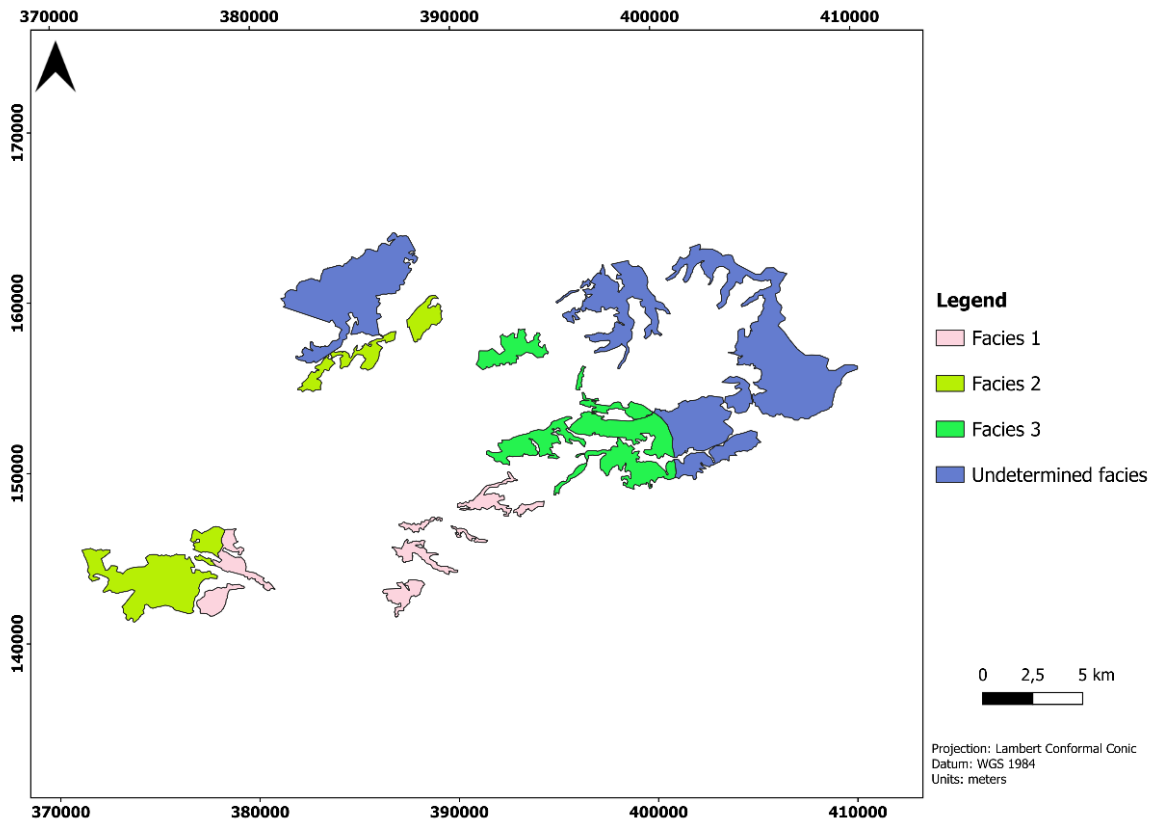 370000 380000 390000 400000 410000
170000
160000
150000
140000
Legend
Facies 1
Facies 2
Facies 3
Undetermined facies
0 2,5 5 km
Projection: Lambert Conformal Conic
Datum: WGS 1984
Units: meters
370000 380000 390000 400000 410000